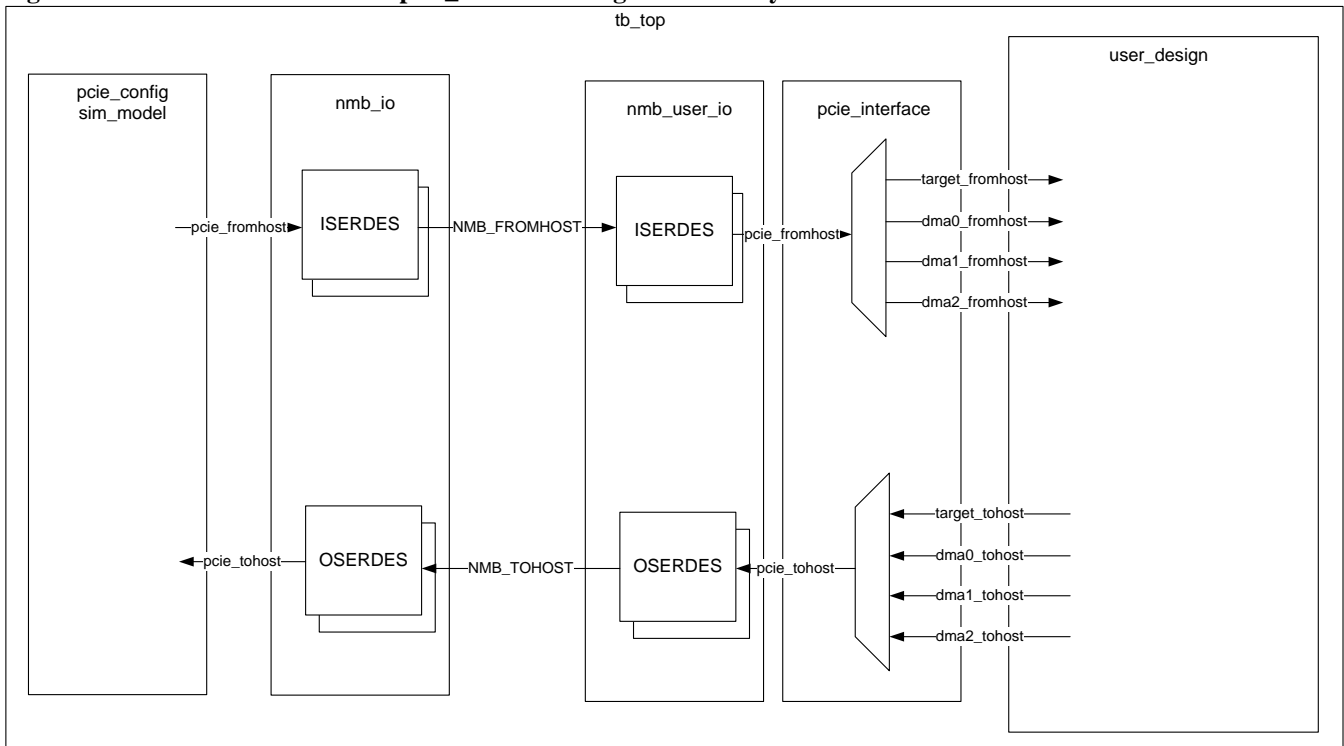 tb_top
user_design
pcie_config
sim_model
nmb_io
nmb_user_io
pcie_interface
target_fromhost
pcie_fromhost
ISERDES
NMB_FROMHOST
ISERDES
pcie_fromhost
dma0_fromhost
dma1_fromhost
dma2_fromhost
target_tohost
pcie_tohost
OSERDES
NMB_TOHOST
OSERDES
pcie_tohost
dma0_tohost
dma1_tohost
dma2_tohost